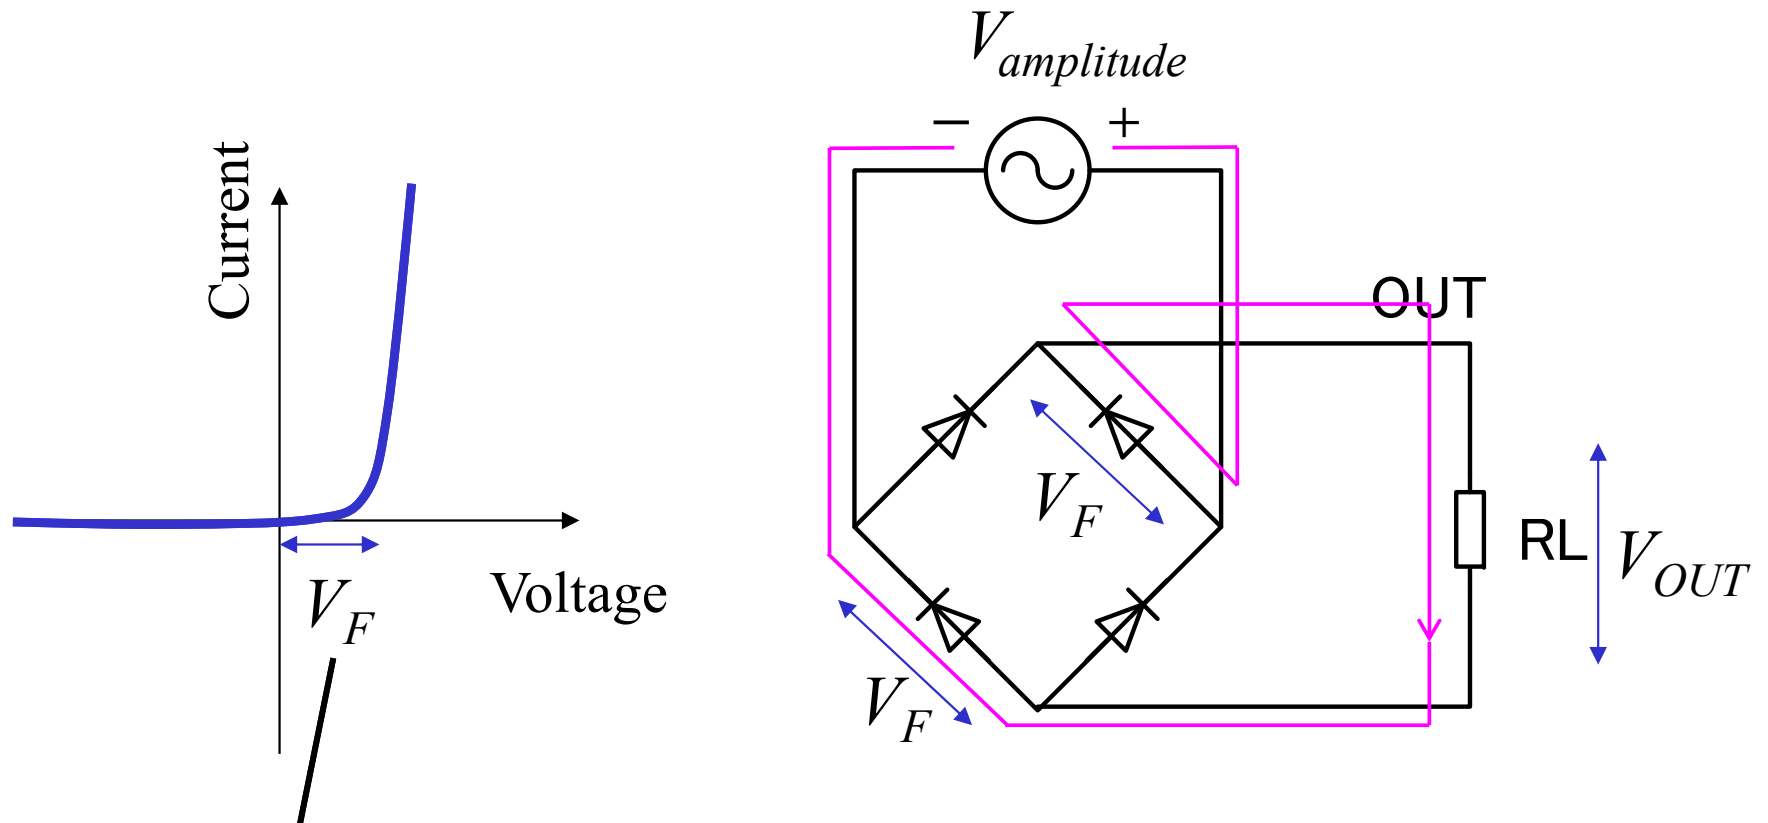 Current
Voltage
V_F
V_amplitude
− +
OUT
V_F
V_F
RL
V_OUT